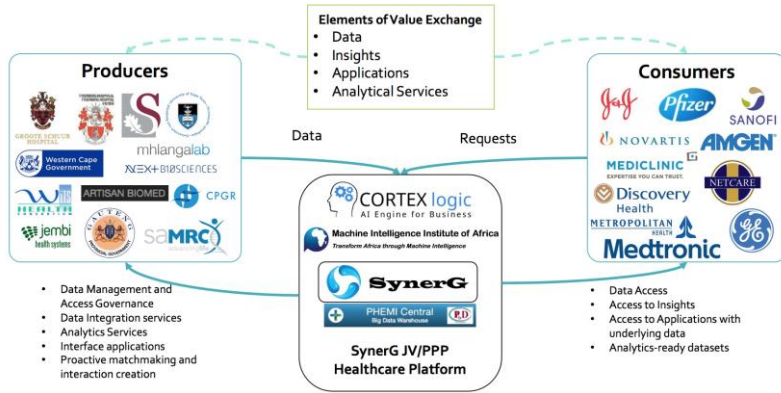 Elements of Value Exchange
• Data
• Insights
• Applications
• Analytical Services
Producers
GROOTE SCHUUR
HOSPITAL
mhlangalab
Western Cape
Government
NEXT BIOSCIENCES
HEALTH
ARTISAN BIOMED
CPGR
jembi
health systems
GAUTENG
saMRC
Data
Requests
Consumers
J&J
Pfizer
SANOFI
NOVARTIS
AMGEN
MEDICLINIC
EXPERTISE YOU CAN TRUST.
NETCARE
Discovery
Health
METROPOLITAN
HEALTH
Medtronic
GE
CORTEX logic
AI Engine for Business
Machine Intelligence Institute of Africa
Transform Africa through Machine Intelligence
SynerG
PHEMI Central
Big Data Warehouse
SynerG JV/PPP
Healthcare Platform
• Data Management and
Access Governance
• Data Integration services
• Analytics Services
• Interface applications
• Proactive matchmaking and
interaction creation
• Data Access
• Access to Insights
• Access to Applications with
underlying data
• Analytics-ready datasets